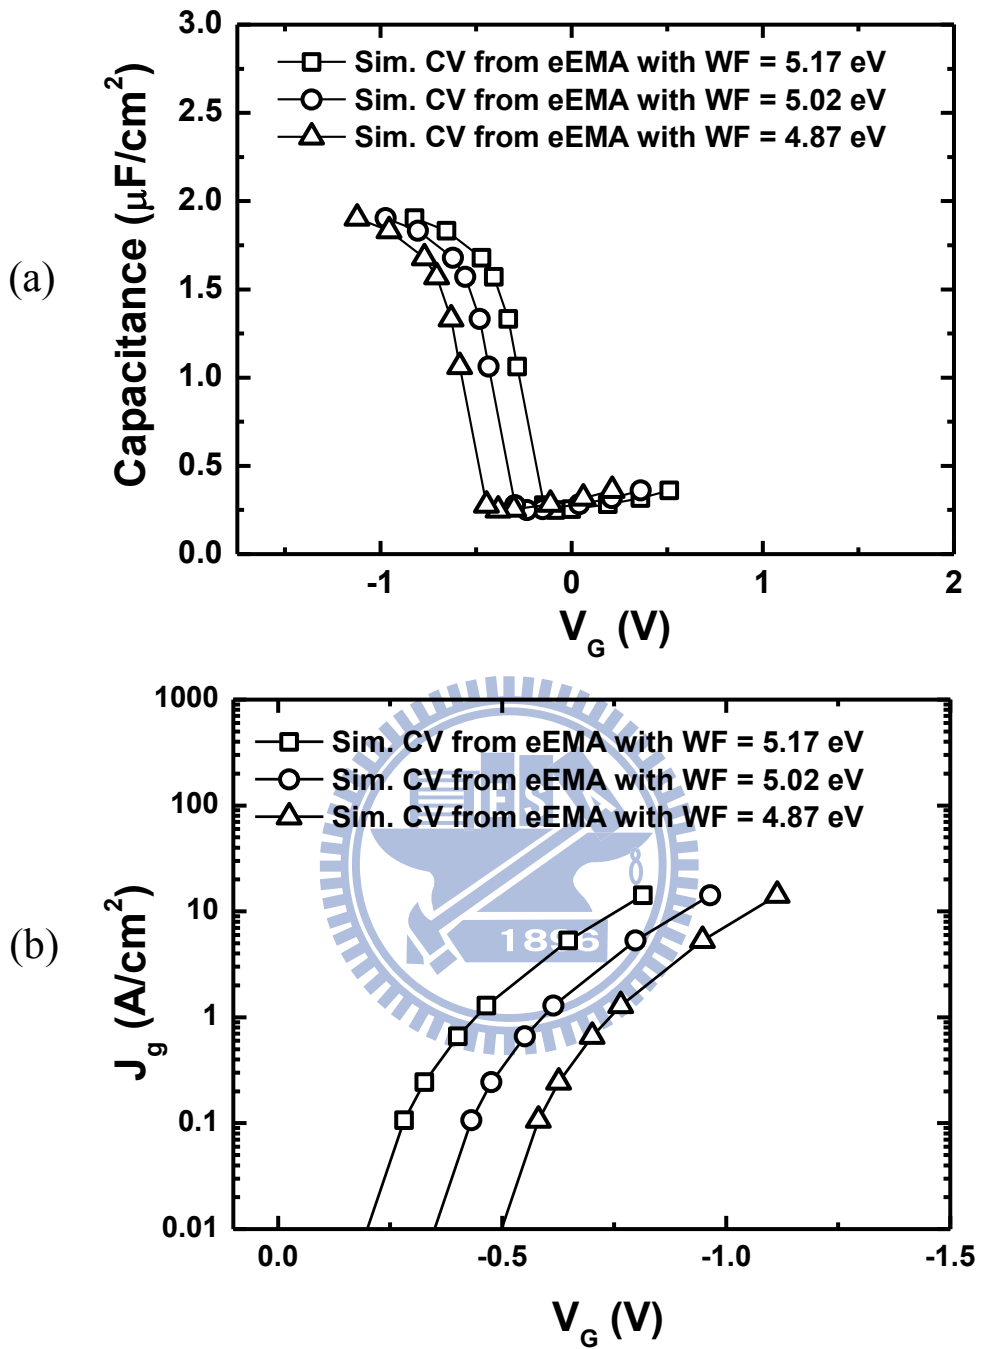 (a)
3.0
2.5
2.0
1.5
1.0
0.5
0.0
Capacitance (μF/cm²)
Sim. CV from eEMA with WF = 5.17 eV
Sim. CV from eEMA with WF = 5.02 eV
Sim. CV from eEMA with WF = 4.87 eV
-1 0 1 2
V_G (V)
(b)
1000
100
10
1
0.1
0.01
J_g (A/cm²)
Sim. CV from eEMA with WF = 5.17 eV
Sim. CV from eEMA with WF = 5.02 eV
Sim. CV from eEMA with WF = 4.87 eV
1896
0.0 -0.5 -1.0 -1.5
V_G (V)